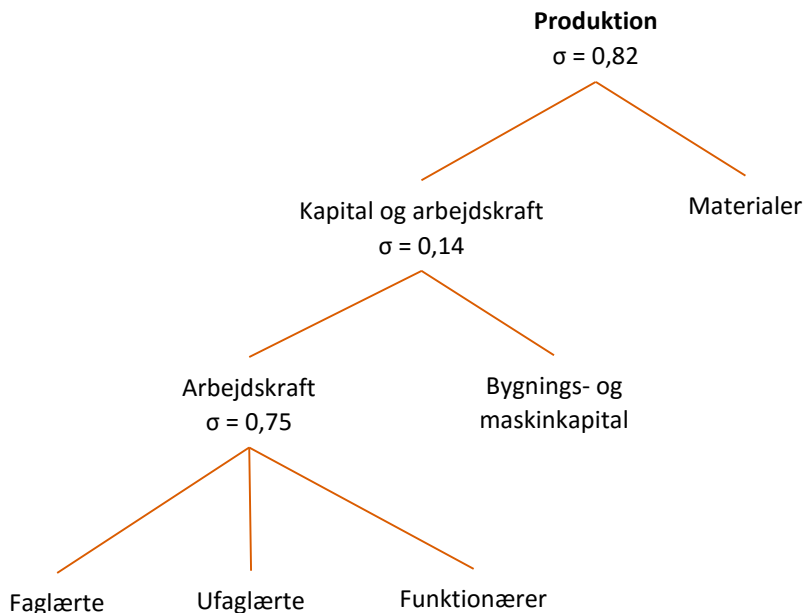 Produktion
σ = 0,82
Kapital og arbejdskraft
σ = 0,14
Materialer
Arbejdskraft
σ = 0,75
Bygnings- og
maskinkapital
Faglærte
Ufaglærte
Funktionærer